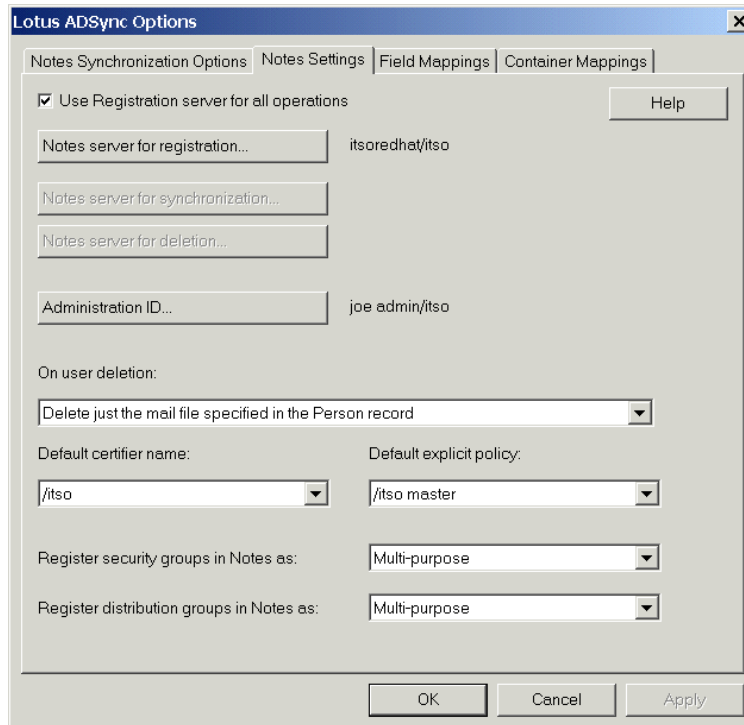 Lotus ADSync Options
Notes Synchronization Options Notes Settings Field Mappings Container Mappings
Use Registration server for all operations
Help
Notes server for registration... itsoredhat/itso
Notes server for synchronization...
Notes server for deletion...
Administration ID... joe admin/itso
On user deletion:
Delete just the mail file specified in the Person record
Default certifier name: Default explicit policy:
/itso /itso master
Register security groups in Notes as: Multi-purpose
Register distribution groups in Notes as: Multi-purpose
OK Cancel Apply